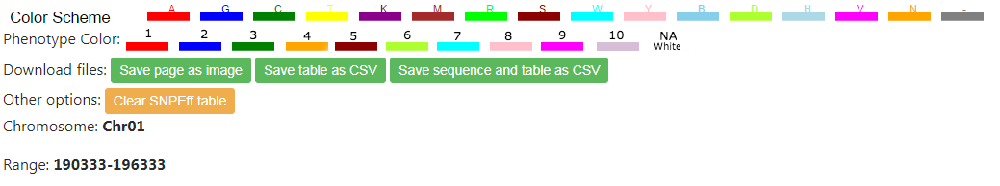 Color Scheme A G C T K M R S W Y B D H V N -
Phenotype Color: 1 2 3 4 5 6 7 8 9 10 NA
White
Download files: Save page as image Save table as CSV Save sequence and table as CSV
Other options: Clear SNPEff table
Chromosome: Chr01
Range: 190333-196333